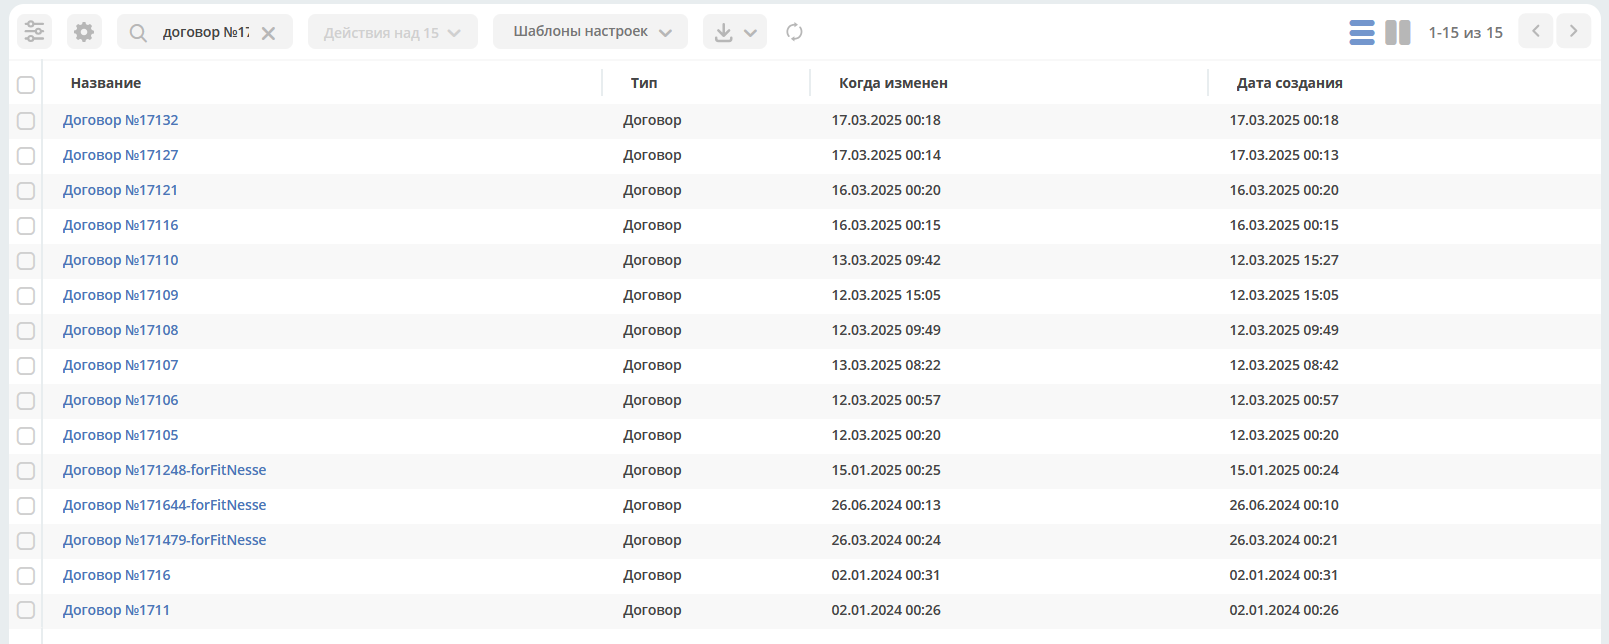 договор №17 Действия над 15 Шаблоны настроек 1-15 из 15
Название Тип Когда изменен Дата создания
Договор №17132 Договор 17.03.2025 00:18 17.03.2025 00:18
Договор №17127 Договор 17.03.2025 00:14 17.03.2025 00:13
Договор №17121 Договор 16.03.2025 00:20 16.03.2025 00:20
Договор №17116 Договор 16.03.2025 00:15 16.03.2025 00:15
Договор №17110 Договор 13.03.2025 09:42 12.03.2025 15:27
Договор №17109 Договор 12.03.2025 15:05 12.03.2025 15:05
Договор №17108 Договор 12.03.2025 09:49 12.03.2025 09:49
Договор №17107 Договор 13.03.2025 08:22 12.03.2025 08:42
Договор №17106 Договор 12.03.2025 00:57 12.03.2025 00:57
Договор №17105 Договор 12.03.2025 00:20 12.03.2025 00:20
Договор №171248-forFitNesse Договор 15.01.2025 00:25 15.01.2025 00:24
Договор №171644-forFitNesse Договор 26.06.2024 00:13 26.06.2024 00:10
Договор №171479-forFitNesse Договор 26.03.2024 00:24 26.03.2024 00:21
Договор №1716 Договор 02.01.2024 00:31 02.01.2024 00:31
Договор №1711 Договор 02.01.2024 00:26 02.01.2024 00:26